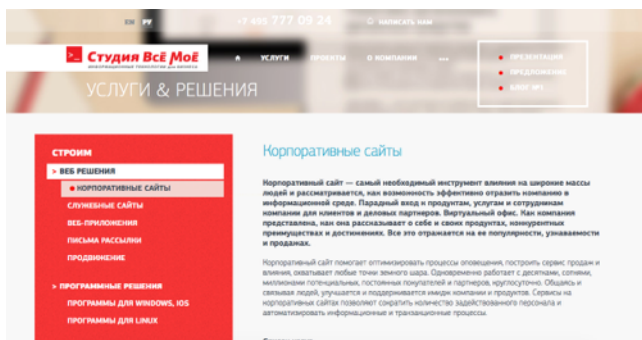 EN РУ
+7 495 777 09 24
НАПИСАТЬ НАМ
>_ Студия Всё Моё
ИНФОРМАЦИОННЫЕ ТЕХНОЛОГИИ для БИЗНЕСА
УСЛУГИ ПРОЕКТЫ О КОМПАНИИ ...
ПРЕЗЕНТАЦИЯ
ПРЕДЛОЖЕНИЕ
БЛОГ №1
УСЛУГИ & РЕШЕНИЯ
СТРОИМ
> ВЕБ РЕШЕНИЯ
КОРПОРАТИВНЫЕ САЙТЫ
СЛУЖЕБНЫЕ САЙТЫ
ВЕБ-ПРИЛОЖЕНИЯ
ПИСЬМА РАССЫЛКИ
ПРОДВИЖЕНИЕ
> ПРОГРАММНЫЕ РЕШЕНИЯ
ПРОГРАММЫ ДЛЯ WINDOWS, IOS
ПРОГРАММЫ ДЛЯ LINUX
Корпоративные сайты
Корпоративный сайт — самый необходимый инструмент влияния на широкие массы
людей и рассматривается, как возможность эффективно отразить компанию в
информационной среде. Парадный вход к продуктам, услугам и сотрудникам
компании для клиентов и деловых партнеров. Виртуальный офис. Как компания
представлена, как она рассказывает о себе и своих продуктах, конкурентных
преимуществах и достижениях. Все это отражается на ее популярности, узнаваемости
и продажах.
Корпоративный сайт помогает оптимизировать процессы оповещения, построить сервис продаж и
влияния, охватывает любые точки земного шара. Одновременно работает с десятками, сотнями,
миллионами потенциальных, постоянных покупателей и партнеров, круглосуточно. Общаясь и
связывая людей, улучшается и поддерживается имидж компании и продуктов. Сервисы на
корпоративных сайтах позволяют сократить количество задействованного персонала и
автоматизировать информационные и транзакционные процессы.